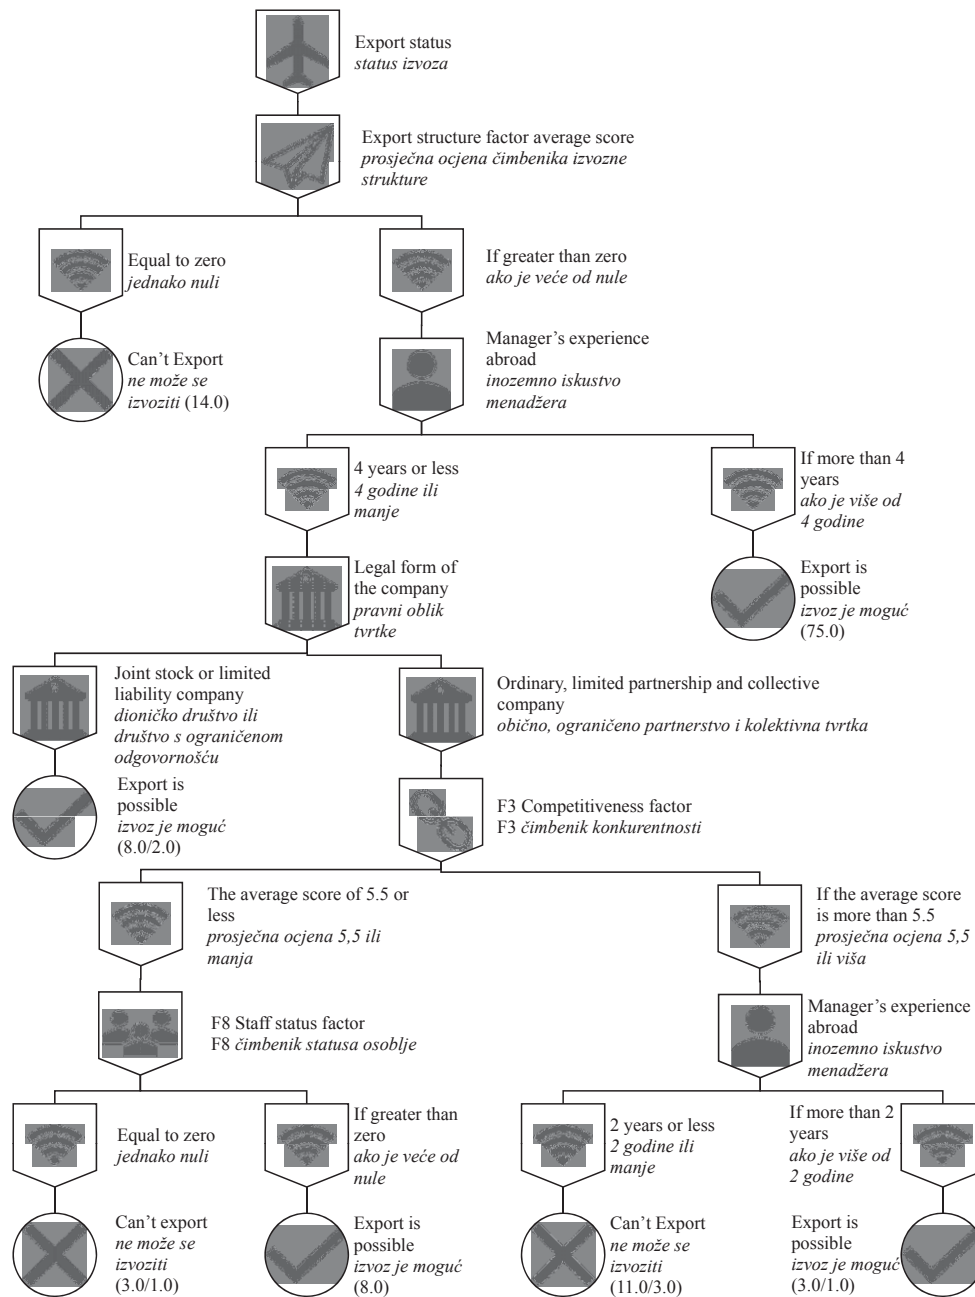 Export status
status izvoza
Export structure factor average score
prosječna ocjena čimbenika izvozne
strukture
Equal to zero
jednako nuli
If greater than zero
ako je veće od nule
Can't Export
ne može se
izvoziti (14.0)
Manager's experience
abroad
inozemno iskustvo
menadžera
4 years or less
4 godine ili
manje
If more than 4
years
ako je više od
4 godine
Legal form of
the company
pravni oblik
tvrtke
Export is
possible
izvoz je moguć
(75.0)
Joint stock or limited
liability company
dioničko društvo ili
društvo s ograničenom
odgovornošću
Ordinary, limited partnership and collective
company
obično, ograničeno partnerstvo i kolektivna tvrtka
Export is
possible
izvoz je moguć
(8.0/2.0)
F3 Competitiveness factor
F3 čimbenik konkurentnosti
The average score of 5.5 or
less
prosječna ocjena 5,5 ili
manja
If the average score
is more than 5.5
prosječna ocjena 5,5
ili viša
F8 Staff status factor
F8 čimbenik statusa osoblje
Manager's experience
abroad
inozemno iskustvo
menadžera
Equal to zero
jednako nuli
If greater than
zero
ako je veće od
nule
2 years or less
2 godine ili
manje
If more than 2
years
ako je više od
2 godine
Can't export
ne može se
izvoziti
(3.0/1.0)
Export is
possible
izvoz je moguć
(8.0)
Can't Export
ne može se
izvoziti
(11.0/3.0)
Export is
possible
izvoz je moguć
(3.0/1.0)